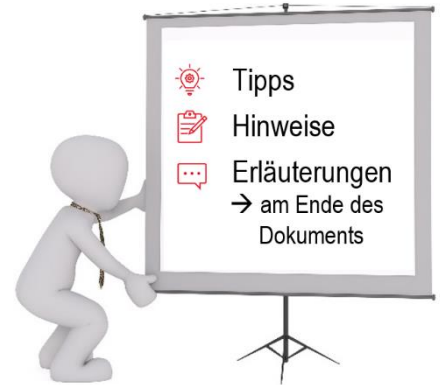 Tipps
Hinweise
Erläuterungen
→ am Ende des
Dokuments